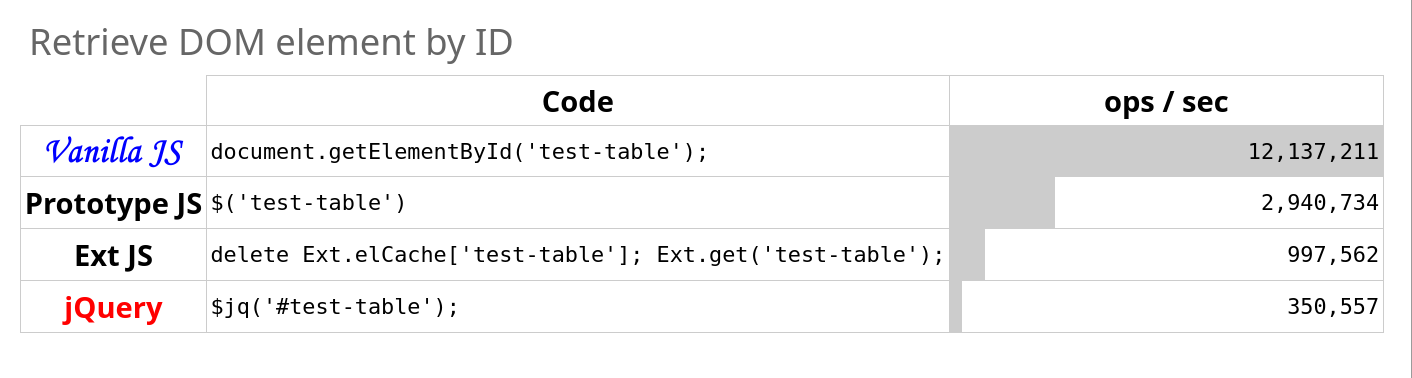 Retrieve DOM element by ID
Code ops / sec
Vanilla JS document.getElementById('test-table'); 12,137,211
Prototype JS $('test-table') 2,940,734
Ext JS delete Ext.elCache['test-table']; Ext.get('test-table'); 997,562
jQuery $jq('#test-table'); 350,557